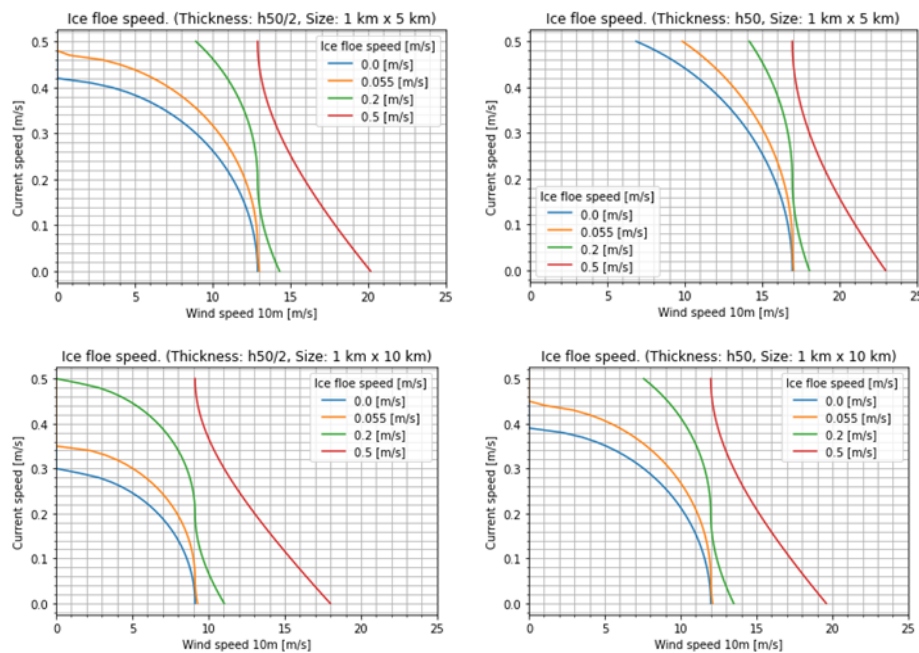 Ice floe speed. (Thickness: h50/2, Size: 1 km x 5 km)
Current speed [m/s]
0.5
0.4
0.3
0.2
0.1
0.0
Ice floe speed [m/s]
0.0 [m/s]
0.055 [m/s]
0.2 [m/s]
0.5 [m/s]
0 5 10 15 20 25
Wind speed 10m [m/s]
Ice floe speed. (Thickness: h50, Size: 1 km x 5 km)
Current speed [m/s]
0.5
0.4
0.3
0.2
0.1
0.0
Ice floe speed [m/s]
0.0 [m/s]
0.055 [m/s]
0.2 [m/s]
0.5 [m/s]
0 5 10 15 20 25
Wind speed 10m [m/s]
Ice floe speed. (Thickness: h50/2, Size: 1 km x 10 km)
Current speed [m/s]
0.5
0.4
0.3
0.2
0.1
0.0
Ice floe speed [m/s]
0.0 [m/s]
0.055 [m/s]
0.2 [m/s]
0.5 [m/s]
0 5 10 15 20 25
Wind speed 10m [m/s]
Ice floe speed. (Thickness: h50, Size: 1 km x 10 km)
Current speed [m/s]
0.5
0.4
0.3
0.2
0.1
0.0
Ice floe speed [m/s]
0.0 [m/s]
0.055 [m/s]
0.2 [m/s]
0.5 [m/s]
0 5 10 15 20 25
Wind speed 10m [m/s]